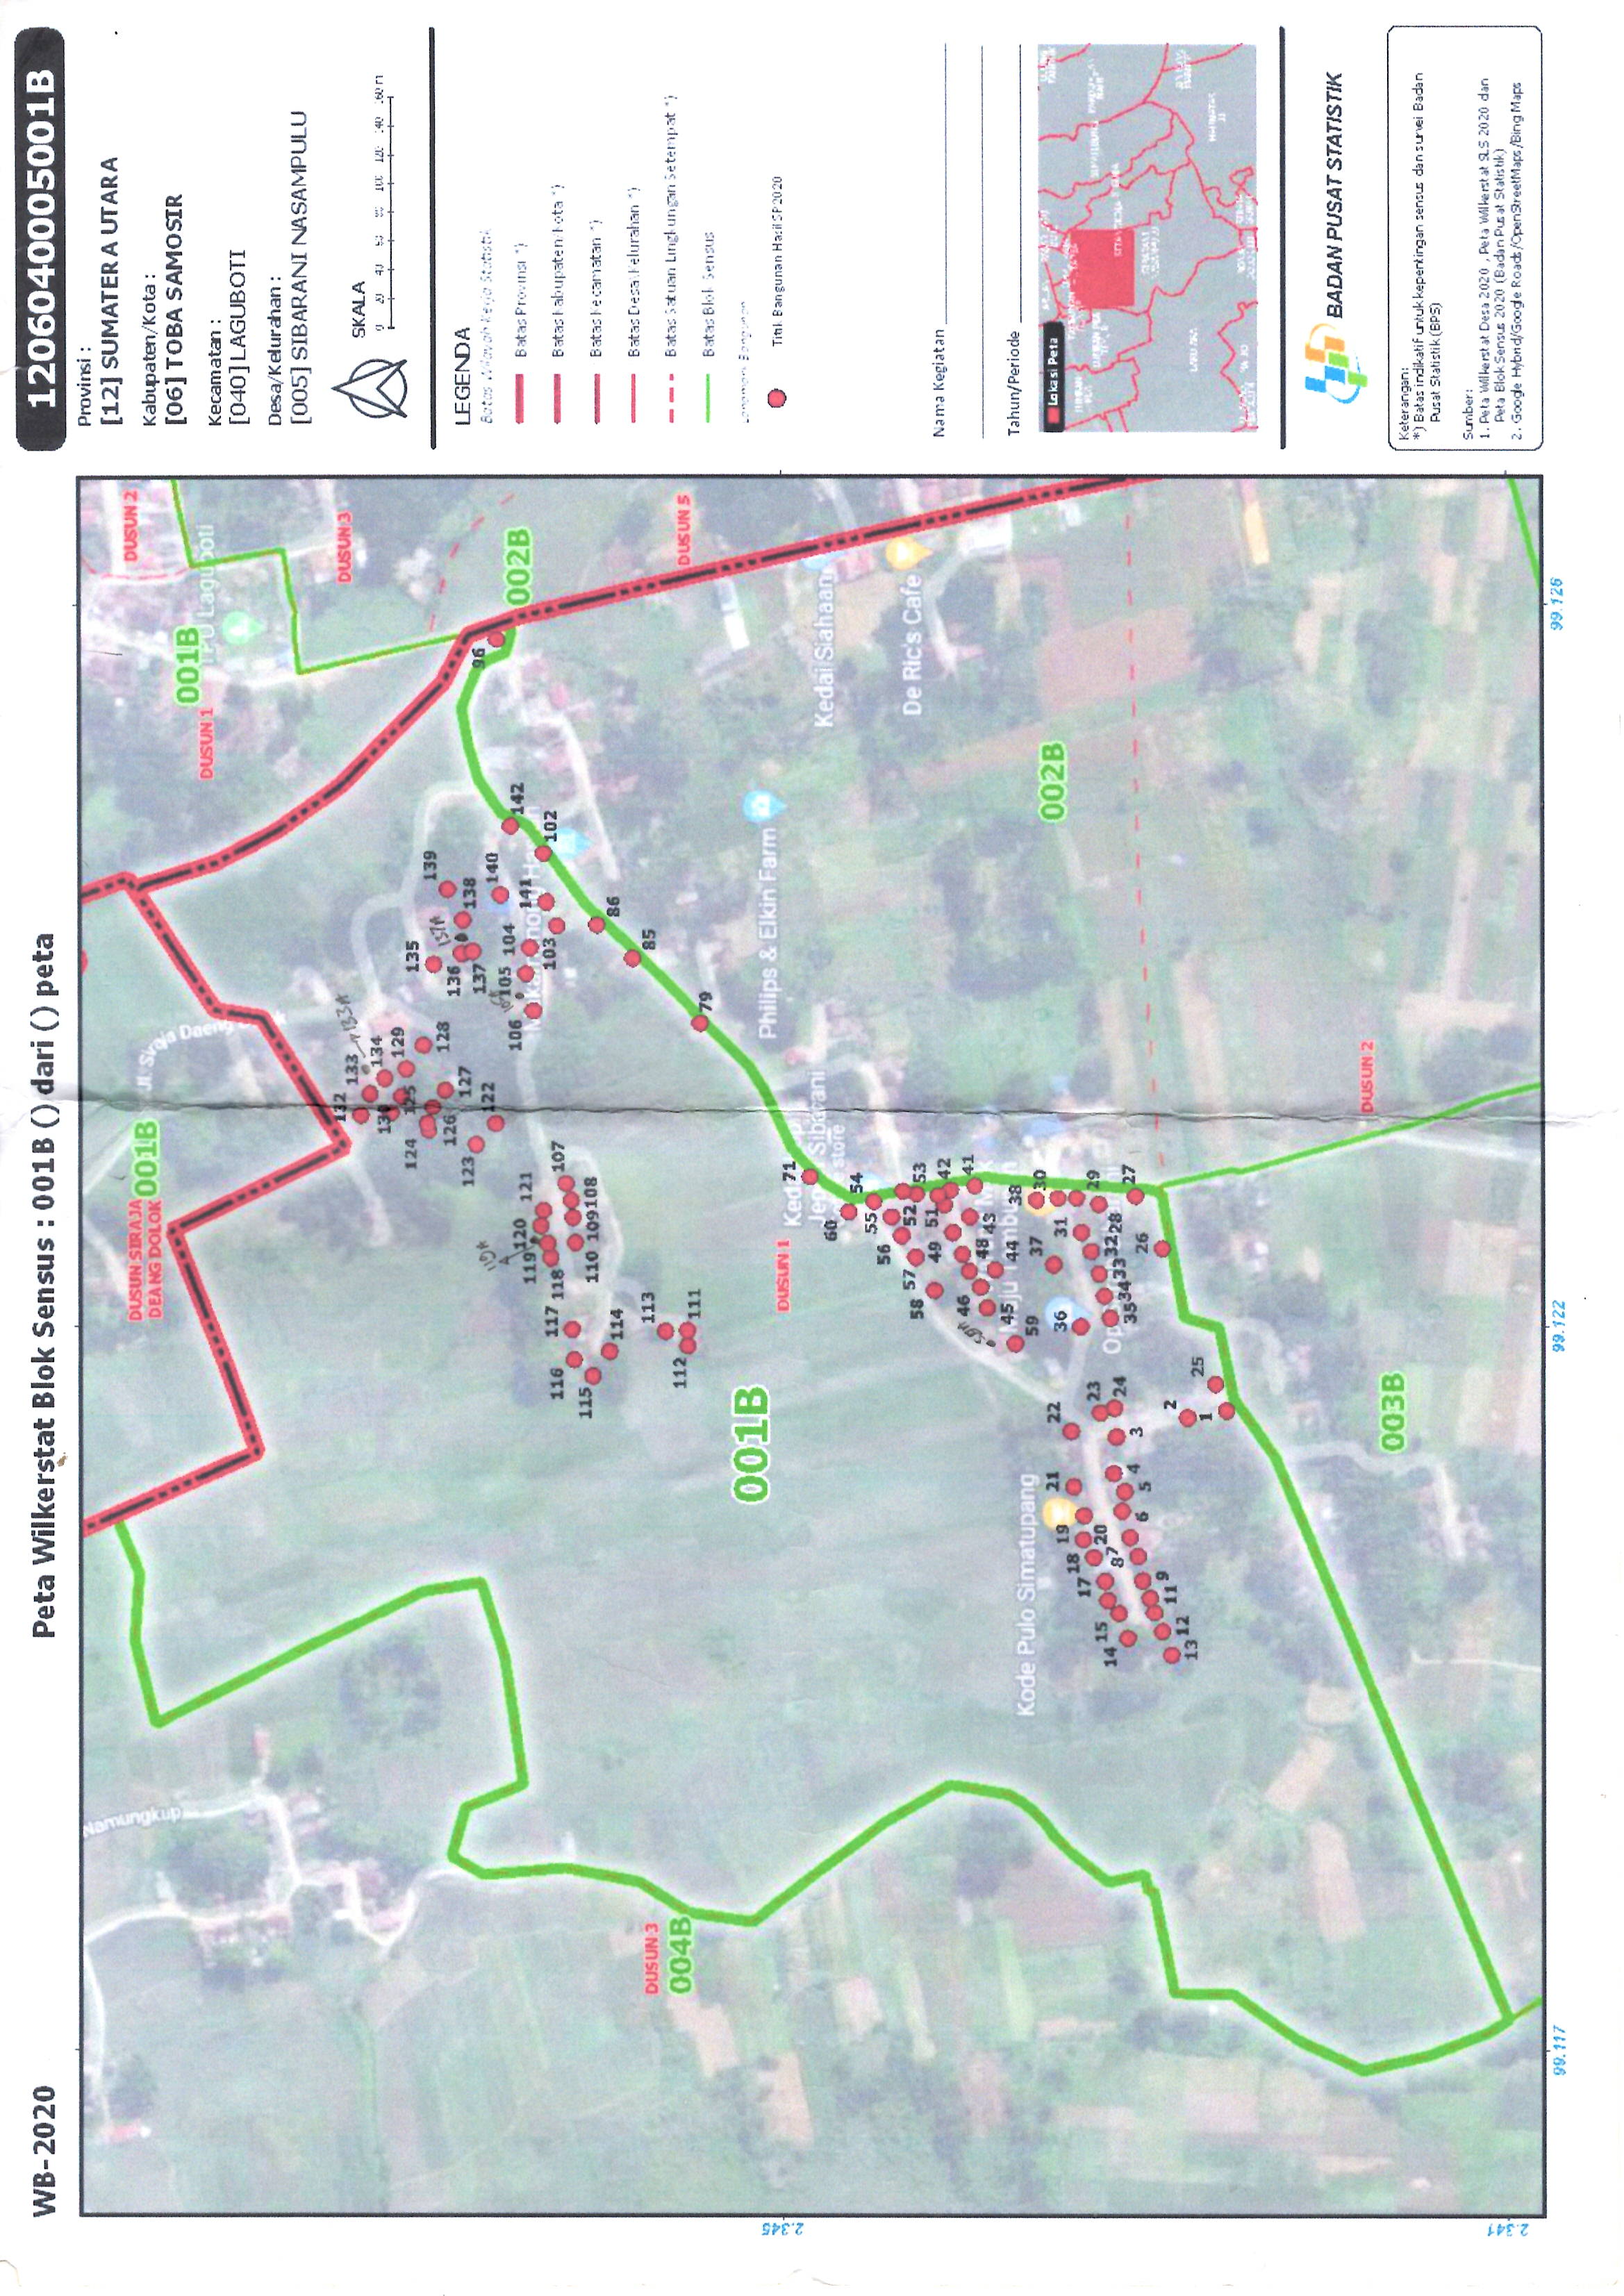 WB-2020
Peta Wilkerstat Blok Sensus : 001B () dari () peta
1206040005001B
Provinsi :
[12] SUMATERA UTARA
Kabupaten/Kota :
[06] TOBA SAMOSIR
Kecamatan :
[040] LAGUBOTI
Desa/Kelurahan :
[005] SIBARANI NASAMPULU
SKALA
0 20 40 60 80 100 120 140 160 m
LEGENDA
Batas Wilayah Kerja Statistik
Batas Provinsi *)
Batas Kabupaten/Kota *)
Batas Kecamatan *)
Batas Desa/Kelurahan *)
Batas Satuan Lingkungan Setempat *)
Batas Blok Sensus
Landmark Bangunan
Titik Bangunan Hasil SP2020
Nama Kegiatan
Tahun/Periode
Lokasi Peta
BADAN PUSAT STATISTIK
Keterangan:
*) Batas indikatif untuk kepentingan sensus dan survei Badan
Pusat Statistik (BPS)
Sumber:
1. Peta Wilkerstat Desa 2020 , Peta Wilkerstat SLS 2020 dan
Peta Blok Sensus 2020 (Badan Pusat Statistik)
2. Google Hybrid/Google Roads/OpenStreetMaps/Bing Maps
DUSUN SIRAJA
DEANG DOLOK
001B
DUSUN 2
001B
DUSUN 1
TPU Laguboti
DUSUN 3
132
133
133A
134
130
129
124
125
128
126
127
123
122
135
137A
139
136
138
137
140
96
002B
119A
105A
106
105
104
141
142
103
102
119
120
121
118
107
116
117
115
110
109
108
114
86
113
85
112
111
79
DUSUN 3
004B
DUSUN 5
001B
DUSUN 1
Philips & Elkin Farm
71
Sibarani
store
60
54
55
Kedai Siahaan
56
57
52
53
De Ric's Cafe
58
49
51
42
58A
46
41
45
48
43
44
38
59
Kode Pulo Simatupang
37
30
36
31
002B
19
21
22
18
17
20
23
29
14
15
87
24
32
28
35
34
33
6
5
4
3
27
26
11
9
13
12
2
25
1
003B
DUSUN 2
2.345
2.341
99.117
99.122
99.126